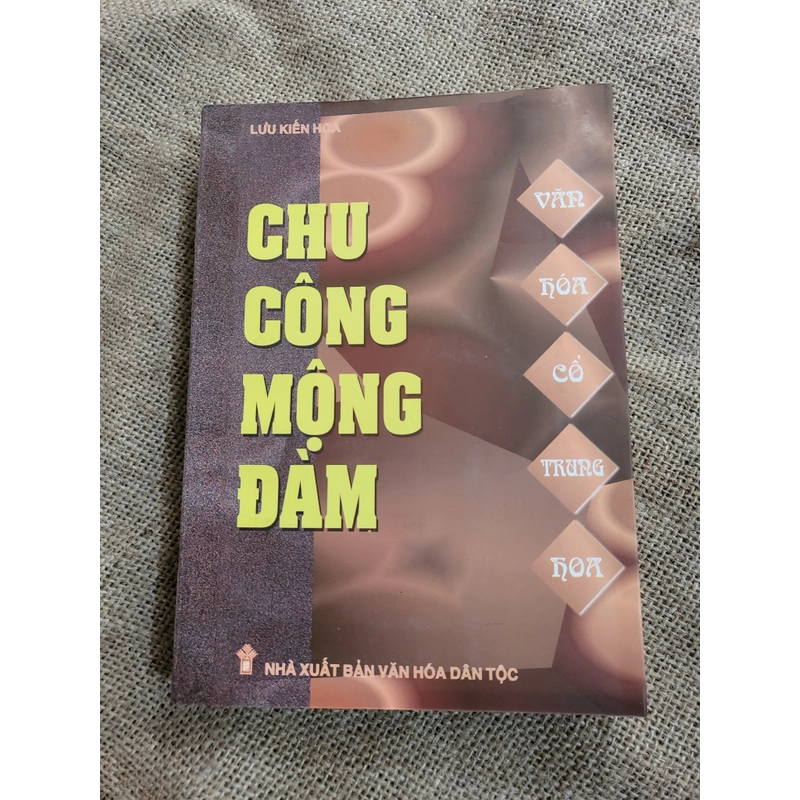 LƯU KIẾN HOA
CHU
CÔNG
MỘNG
ĐÀM
VĂN
HÓA
CỔ
TRUNG
HOA
NHÀ XUẤT BẢN VĂN HÓA DÂN TỘC